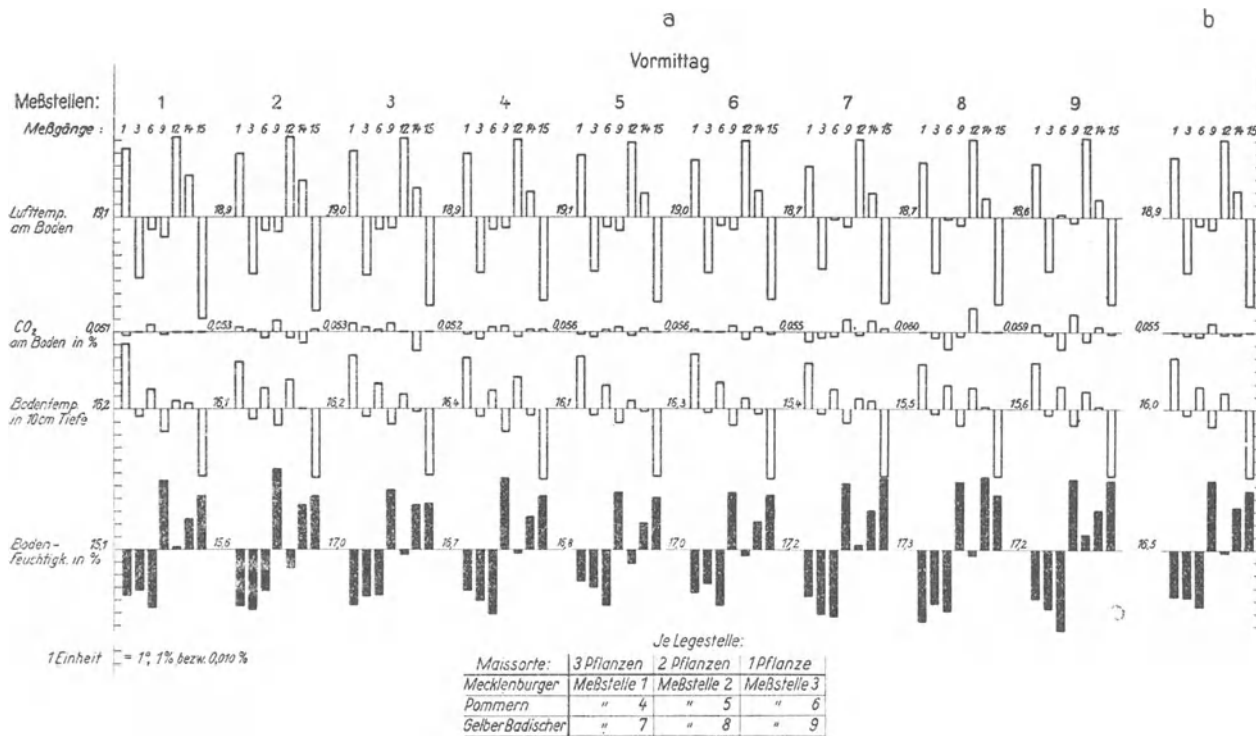 a b
Vormittag
Meßstellen: 1 2 3 4 5 6 7 8 9
Meßgänge: 1 3 6 9 12 14 15 1 3 6 9 12 14 15 1 3 6 9 12 14 15 1 3 6 9 12 14 15 1 3 6 9 12 14 15 1 3 6 9 12 14 15 1 3 6 9 12 14 15 1 3 6 9 12 14 15 1 3 6 9 12 14 15 1 3 6 9 12 14 15
Lufttemp. 19,1 18,9 19,0 18,9 19,1 19,0 18,7 18,7 18,6 18,9
am Boden
CO₂ 0,051 0,053 0,053 0,052 0,056 0,056 0,055 0,060 0,059 0,055
am Boden in %
Bodentemp. 16,2 16,1 16,2 16,4 16,1 16,3 15,4 15,5 15,6 16,0
in 10cm Tiefe
Boden- 15,1 15,6 17,0 16,8 17,0 17,2 17,3 17,2 16,5
Feuchtigk. in %
1 Einheit = 1°, 1% bezw. 0,010 %
Je Legestelle:
Maissorte: 3 Pflanzen 2 Pflanzen 1 Pflanze
Mecklenburger Meßstelle 1 Meßstelle 2 Meßstelle 3
Pommern " 4 " 5 " 6
Gelber Badischer " 7 " 8 " 9